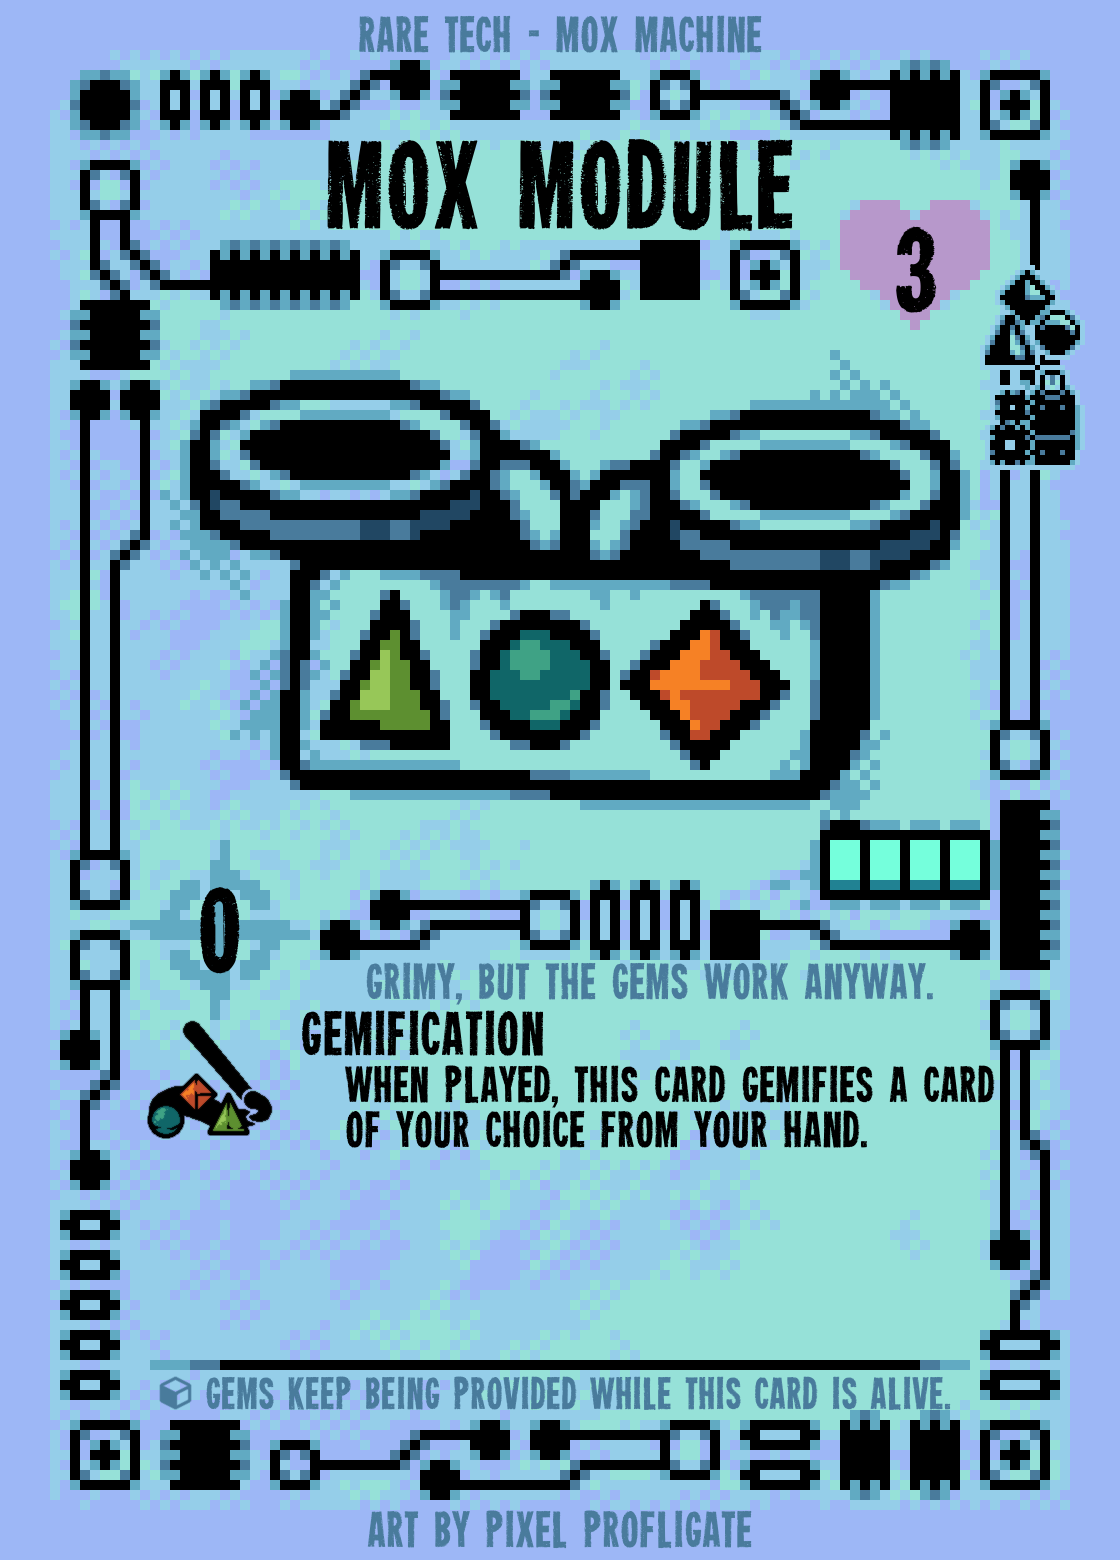 RARE TECH - MOX MACHINE
MOX MODULE
3
0
GRIMY, BUT THE GEMS WORK ANYWAY.
GEMIFICATION
WHEN PLAYED, THIS CARD GEMIFIES A CARD
OF YOUR CHOICE FROM YOUR HAND.
GEMS KEEP BEING PROVIDED WHILE THIS CARD IS ALIVE.
ART BY PIXEL PROFLIGATE